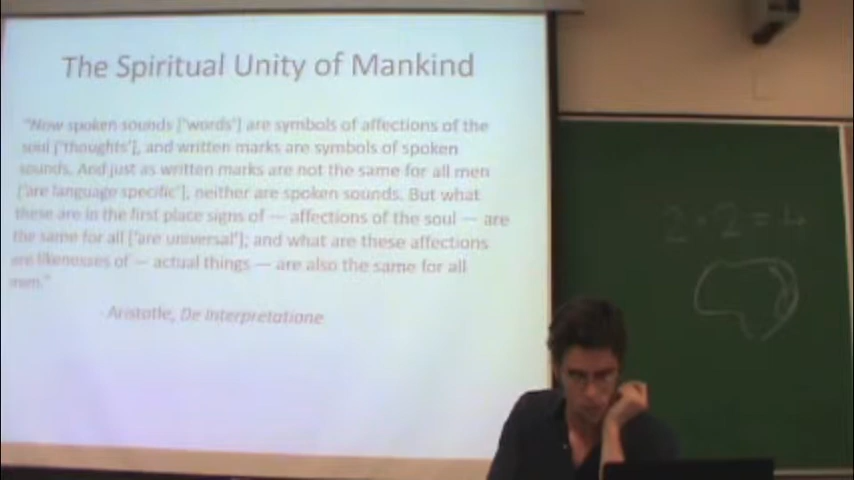 The Spiritual Unity of Mankind
"Now spoken sounds ['words'] are symbols of affections of the
soul ['thoughts'], and written marks are symbols of spoken
sounds. And just as written marks are not the same for all men
['are language specific'], neither are spoken sounds. But what
these are in the first place signs of — affections of the soul — are
the same for all ['are universal']; and what are these affections
are likenesses of — actual things — are also the same for all
men."
- Aristotle, De Interpretatione
2 + 2 = 4